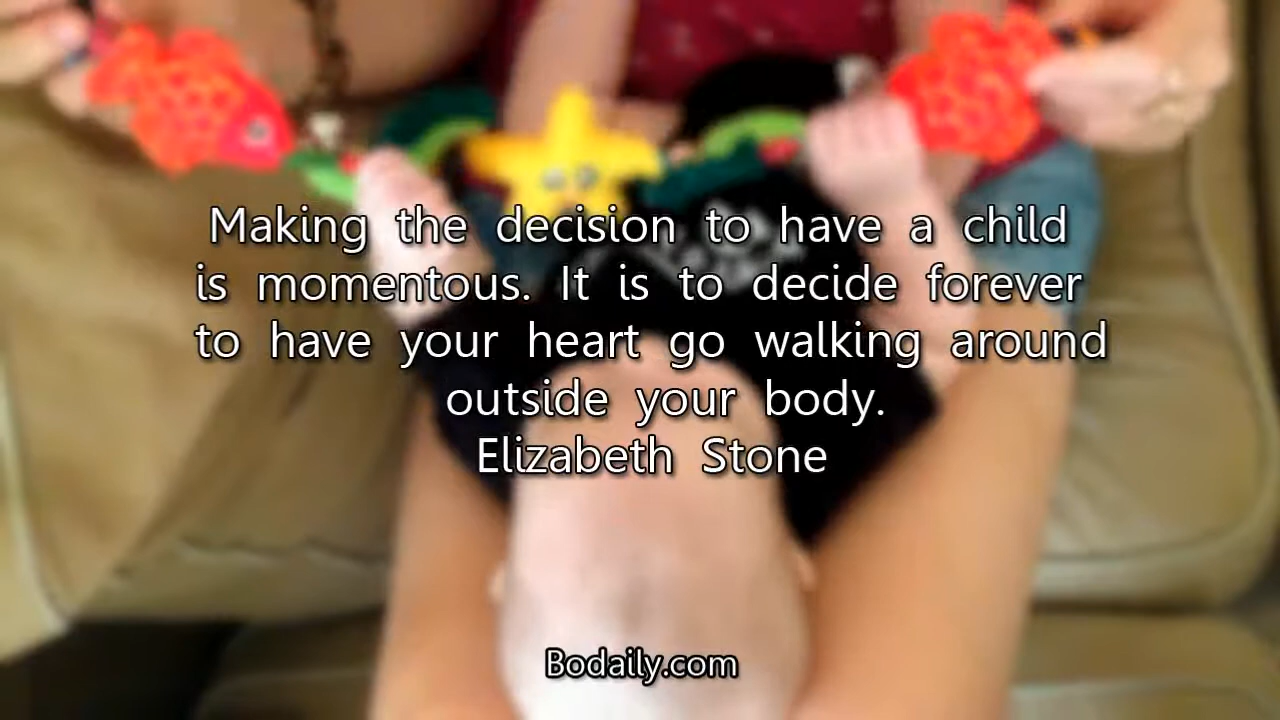 Making the decision to have a child
is momentous. It is to decide forever
to have your heart go walking around
outside your body.
Elizabeth Stone
Bodaily.com